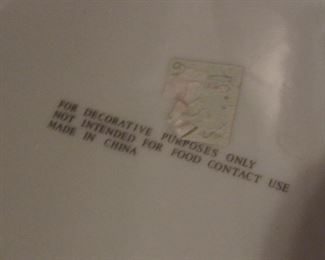 FOR DECORATIVE PURPOSES ONLY
NOT INTENDED FOR FOOD CONTACT USE
MADE IN CHINA